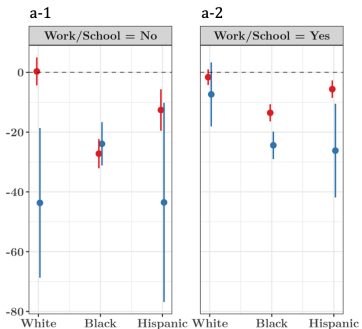 a-1
a-2
Work/School = No
Work/School = Yes
0
-20
-40
-60
-80
White Black Hispanic
White Black Hispanic